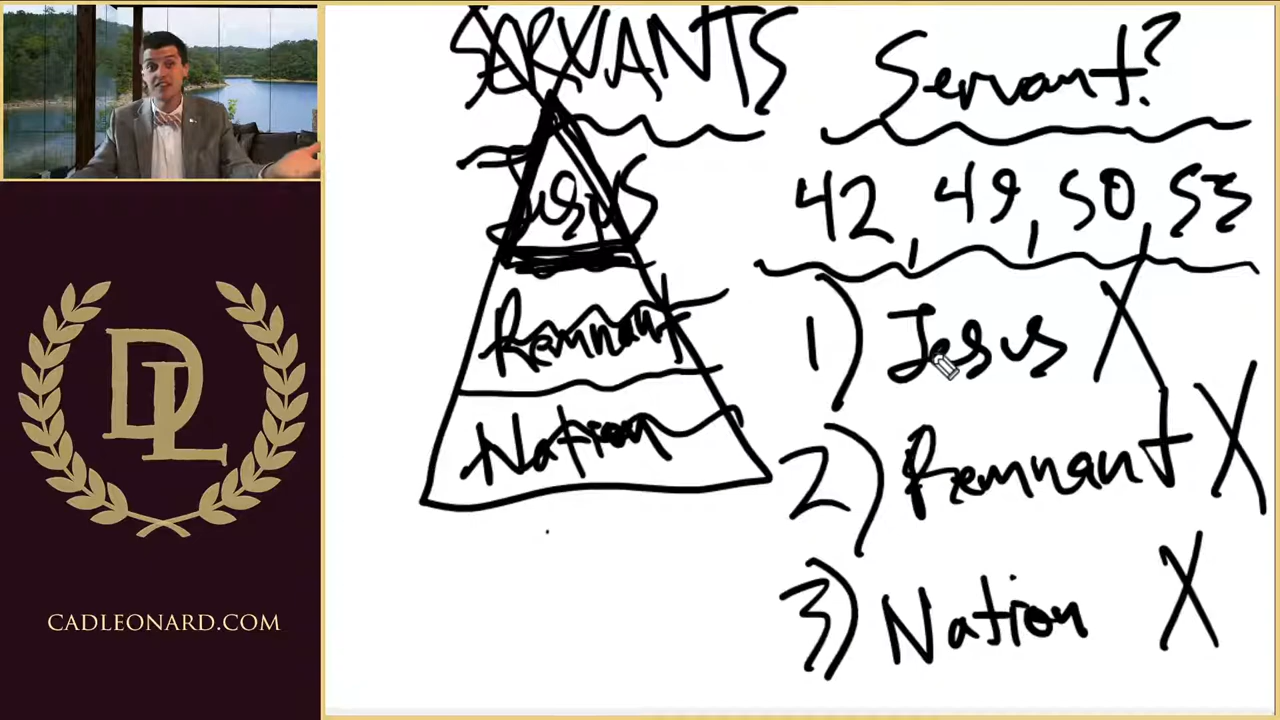 SERVANTS
Jesus
Remnant
Nation
Servant?
42, 49, 50, 53
1) Jesus X
2) Remnant X
3) Nation X
DL
CADLEONARD.COM